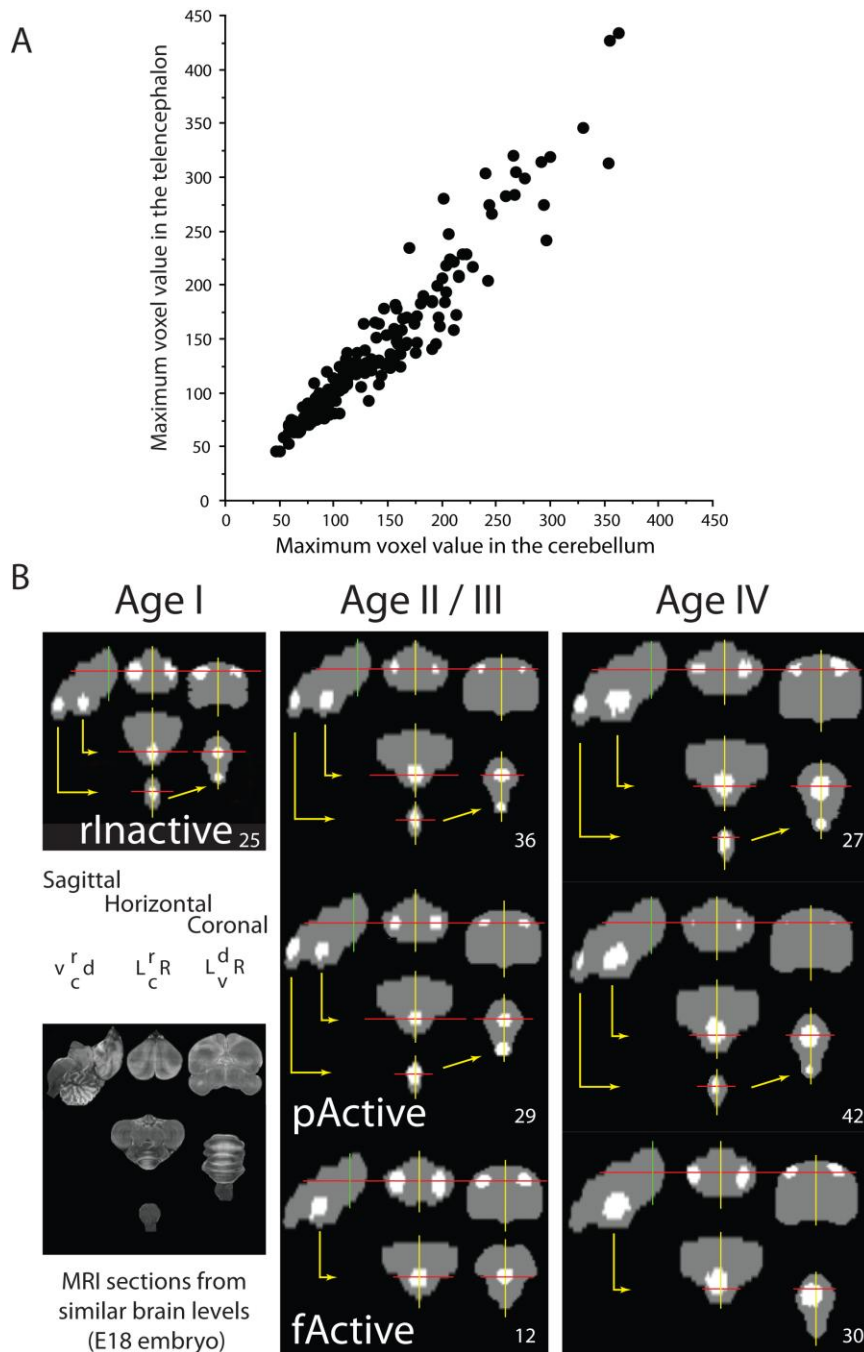 A
Maximum voxel value in the telencephalon
450
400
350
300
250
200
150
100
50
0
0 50 100 150 200 250 300 350 400 450
Maximum voxel value in the cerebellum
B
Age I Age II / III Age IV
rInactive 25
36
27
Sagittal
Horizontal
Coronal
v r c d L r c R L d v R
pActive 29
42
MRI sections from
similar brain levels
(E18 embryo)
fActive 12
30